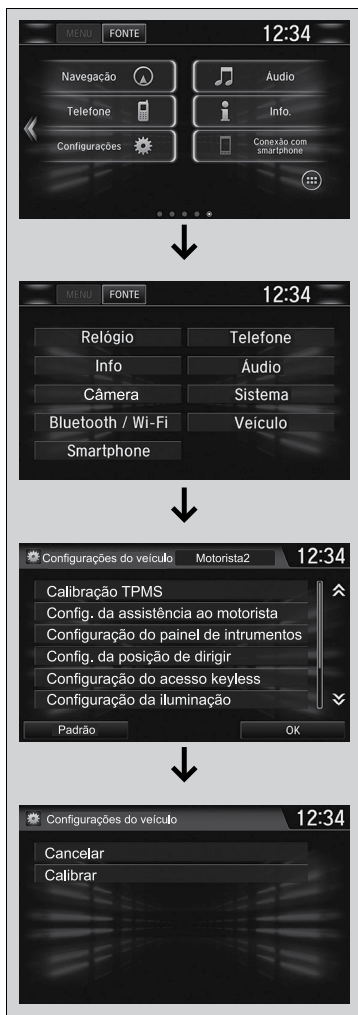 MENU FONTE 12:34
Navegação Áudio
Telefone Info.
Configurações Conexão com
smartphone
MENU FONTE 12:34
Relógio Telefone
Info Áudio
Câmera Sistema
Bluetooth / Wi-Fi Veículo
Smartphone
Configurações do veículo Motorista2 12:34
Calibração TPMS
Config. da assistência ao motorista
Configuração do painel de intrumentos
Config. da posição de dirigir
Configuração do acesso keyless
Configuração da iluminação
Padrão OK
Configurações do veículo 12:34
Cancelar
Calibrar